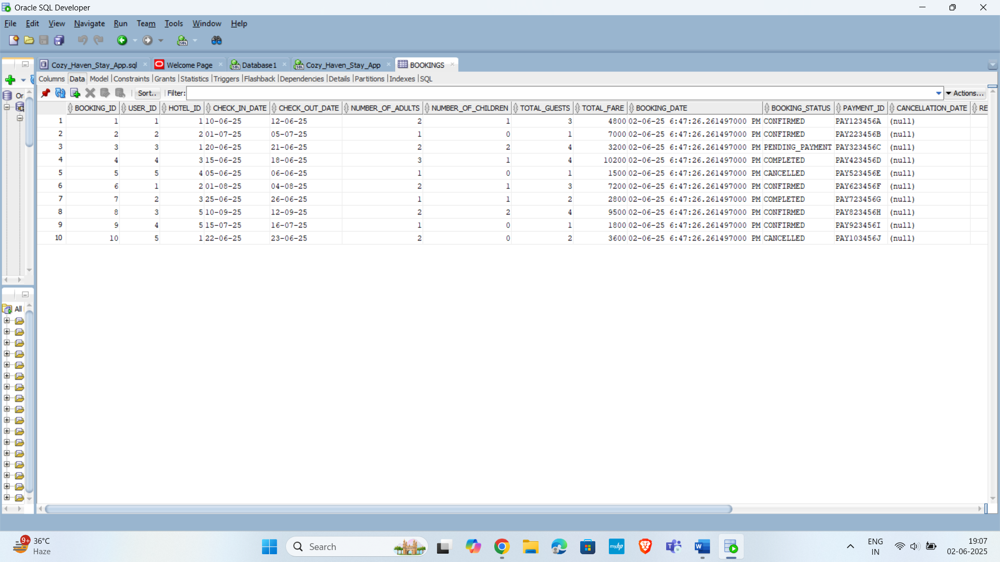 Oracle SQL Developer
File Edit View Navigate Run Team Tools Window Help
Cozy_Haven_Stay_App.sql Welcome Page Database1 Cozy_Haven_Stay_App BOOKINGS
Columns Data Model Constraints Grants Statistics Triggers Flashback Dependencies Details Partitions Indexes SQL
Sort.. Filter: Actions...
BOOKING_ID USER_ID HOTEL_ID CHECK_IN_DATE CHECK_OUT_DATE NUMBER_OF_ADULTS NUMBER_OF_CHILDREN TOTAL_GUESTS TOTAL_FARE BOOKING_DATE BOOKING_STATUS PAYMENT_ID CANCELLATION_DATE RE
1 1 1 1 10-06-25 12-06-25 2 1 3 4800 02-06-25 6:47:26.261497000 PM CONFIRMED PAY123456A (null)
2 2 2 2 01-07-25 05-07-25 1 0 1 7000 02-06-25 6:47:26.261497000 PM CONFIRMED PAY223456B (null)
3 3 3 1 20-06-25 21-06-25 2 2 4 3200 02-06-25 6:47:26.261497000 PM PENDING_PAYMENT PAY323456C (null)
4 4 4 3 15-06-25 18-06-25 3 1 4 10200 02-06-25 6:47:26.261497000 PM COMPLETED PAY423456D (null)
5 5 5 4 05-06-25 06-06-25 1 0 1 1500 02-06-25 6:47:26.261497000 PM CANCELLED PAY523456E (null)
6 6 1 2 01-08-25 04-08-25 2 1 3 7200 02-06-25 6:47:26.261497000 PM CONFIRMED PAY623456F (null)
7 7 2 3 25-06-25 26-06-25 1 1 2 2800 02-06-25 6:47:26.261497000 PM COMPLETED PAY723456G (null)
8 8 3 5 10-09-25 12-09-25 2 2 4 9500 02-06-25 6:47:26.261497000 PM CONFIRMED PAY823456H (null)
9 9 4 5 15-07-25 16-07-25 1 0 1 1800 02-06-25 6:47:26.261497000 PM CONFIRMED PAY923456I (null)
10 10 5 1 22-06-25 23-06-25 2 0 2 3600 02-06-25 6:47:26.261497000 PM CANCELLED PAY103456J (null)
Or
All
9+ 36°C
Haze
Search
myhp
ENG
IN
19:07
02-06-2025